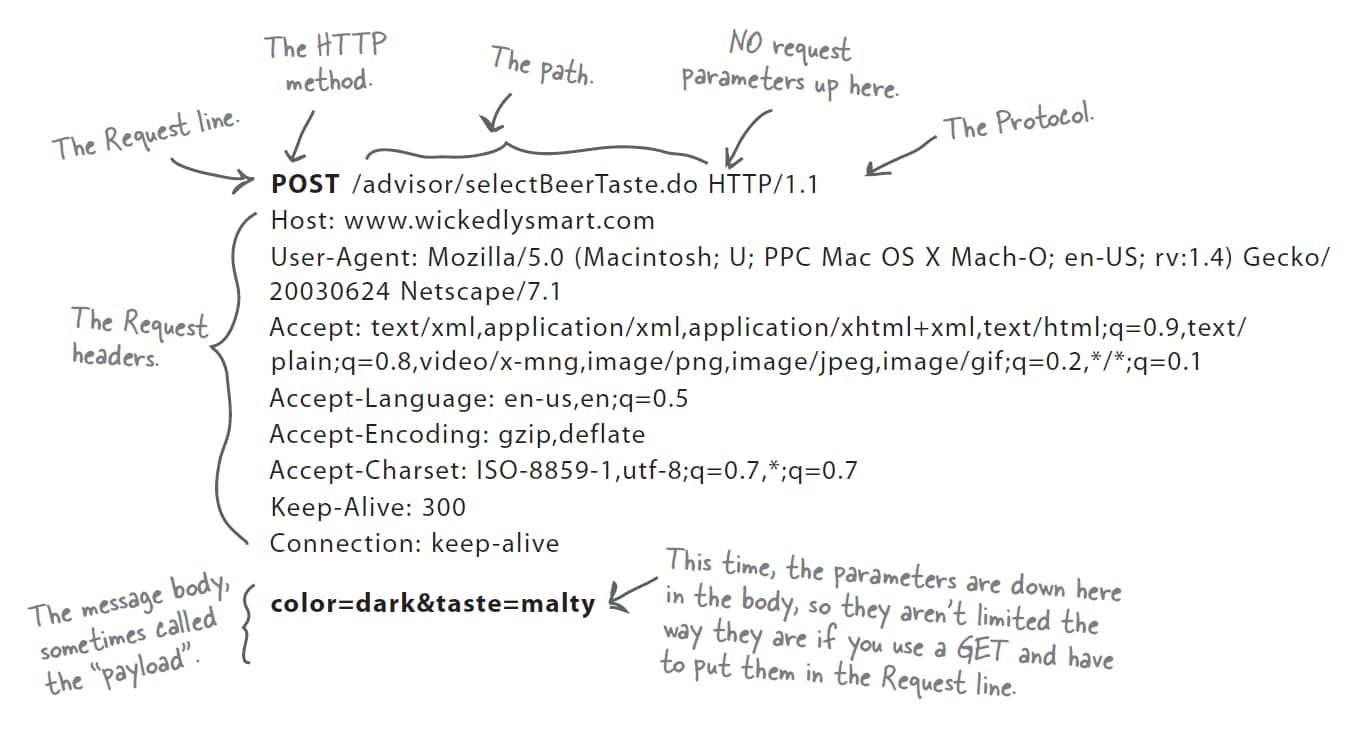 The HTTP
method.
The path.
NO request
parameters up here.
The Protocol.
The Request line.
POST /advisor/selectBeerTaste.do HTTP/1.1
Host: www.wickedlysmart.com
User-Agent: Mozilla/5.0 (Macintosh; U; PPC Mac OS X Mach-O; en-US; rv:1.4) Gecko/
20030624 Netscape/7.1
The Request
headers.
Accept: text/xml,application/xml,application/xhtml+xml,text/html;q=0.9,text/
plain;q=0.8,video/x-mng,image/png,image/jpeg,image/gif;q=0.2,*/*;q=0.1
Accept-Language: en-us,en;q=0.5
Accept-Encoding: gzip,deflate
Accept-Charset: ISO-8859-1,utf-8;q=0.7,*;q=0.7
Keep-Alive: 300
Connection: keep-alive
The message body,
sometimes called
the “payload”.
color=dark&taste=malty
This time, the parameters are down here
in the body, so they aren’t limited the
way they are if you use a GET and have
to put them in the Request line.